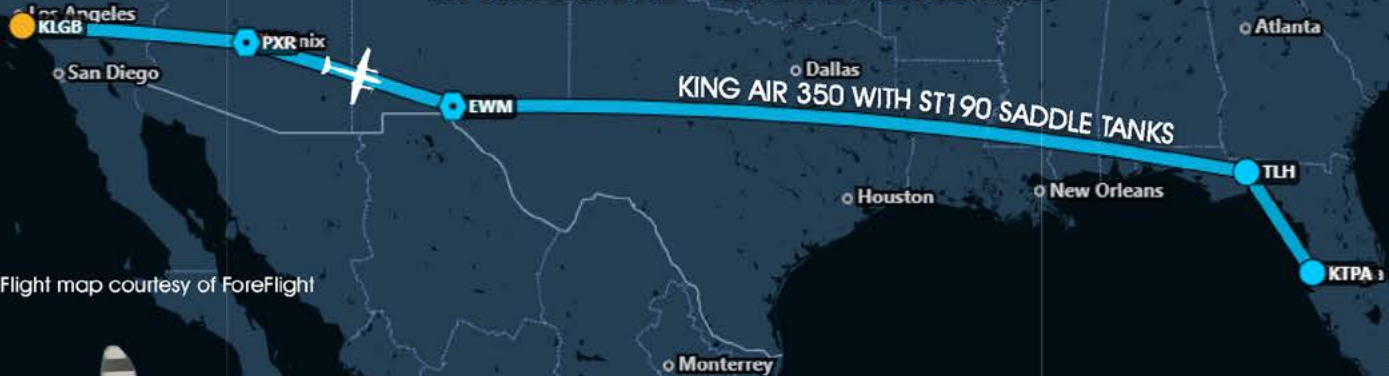 Los Angeles
KLGB
PXR
nix
San Diego
EWM
Dallas
KING AIR 350 WITH ST190 SADDLE TANKS
Atlanta
TLH
Houston
New Orleans
KTPA
Flight map courtesy of ForeFlight
Monterrey